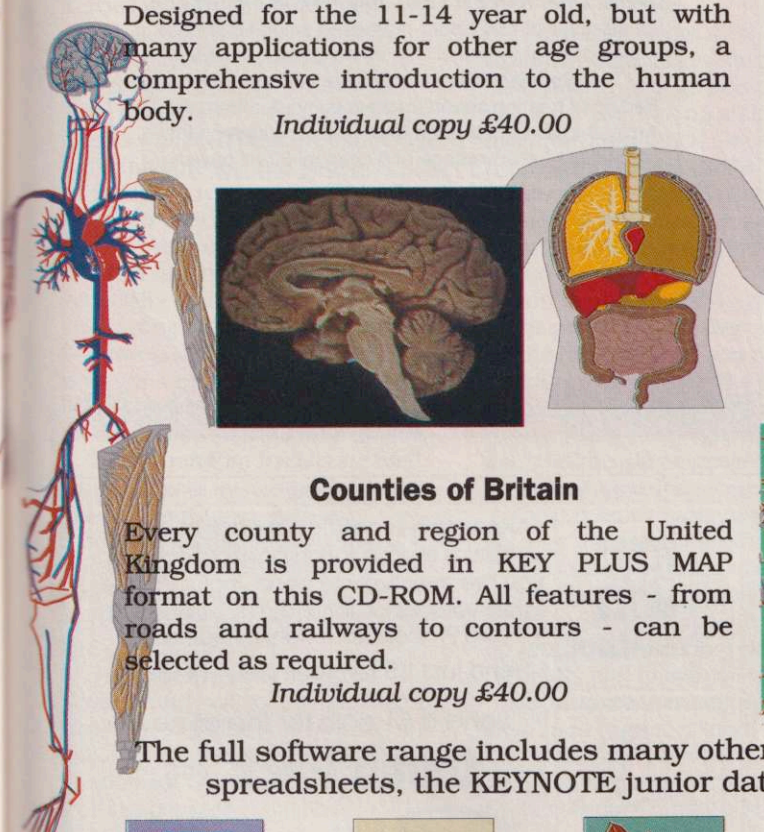 Designed for the 11-14 year old, but with
many applications for other age groups, a
comprehensive introduction to the human
body.
Individual copy £40.00
Counties of Britain
Every county and region of the United
Kingdom is provided in KEY PLUS MAP
format on this CD-ROM. All features - from
roads and railways to contours - can be
selected as required.
Individual copy £40.00
The full software range includes many other
spreadsheets, the KEYNOTE junior dat